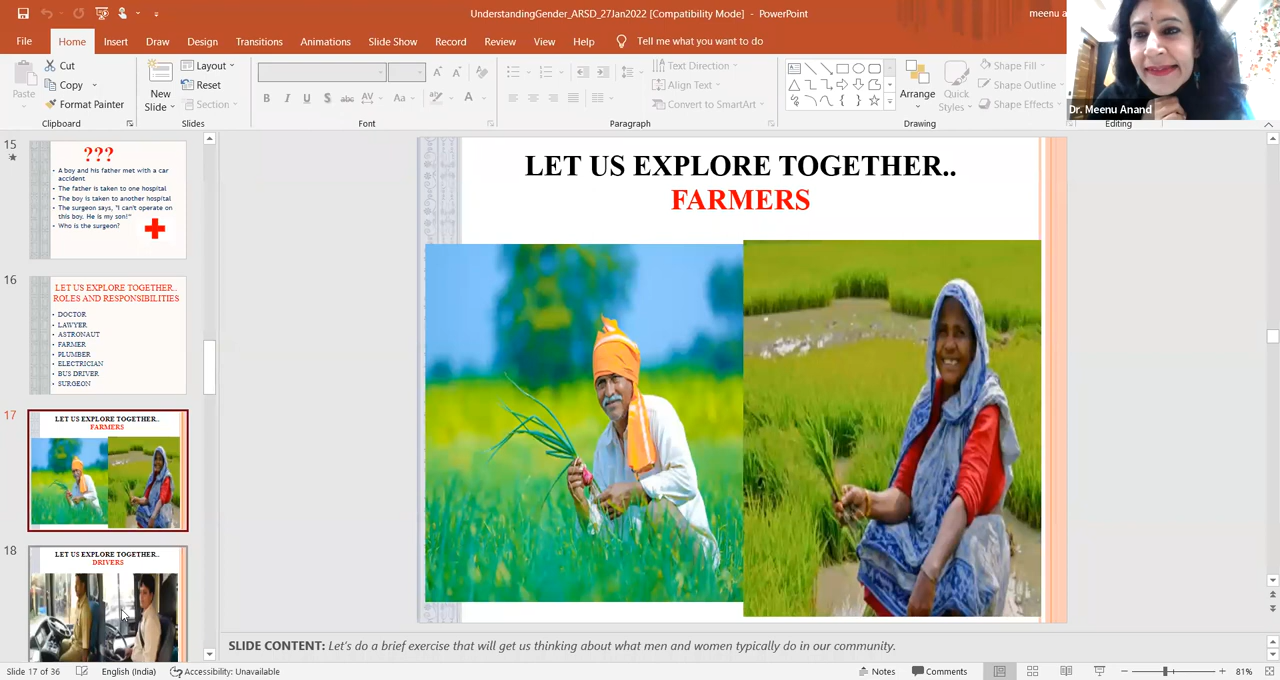 UnderstandingGender_ARSD_27Jan2022 [Compatibility Mode] - PowerPoint
meenu a
File Home Insert Draw Design Transitions Animations Slide Show Record Review View Help Tell me what you want to do
Paste
Cut
Copy
Format Painter
Clipboard
New
Slide
Layout
Reset
Section
Slides
B I U S abc AV Aa A
Font
Text Direction
Align Text
Convert to SmartArt
Paragraph
Arrange
Quick
Styles
Shape Fill
Shape Outline
Shape Effects
Drawing
Editing
Dr. Meenu Anand
15
???
• A boy and his father met with a car
accident
• The father is taken to one hospital
• The boy is taken to another hospital
• The surgeon says, "I can't operate on
this boy. He is my son!"
• Who is the surgeon?
16
LET US EXPLORE TOGETHER..
ROLES AND RESPONSIBILITIES
• DOCTOR
• LAWYER
• ASTRONAUT
• FARMER
• PLUMBER
• ELECTRICIAN
• BUS DRIVER
• SURGEON
17
LET US EXPLORE TOGETHER..
FARMERS
18
LET US EXPLORE TOGETHER..
DRIVERS
LET US EXPLORE TOGETHER..
FARMERS
SLIDE CONTENT: Let's do a brief exercise that will get us thinking about what men and women typically do in our community.
Slide 17 of 36 English (India) Accessibility: Unavailable Notes Comments 81%